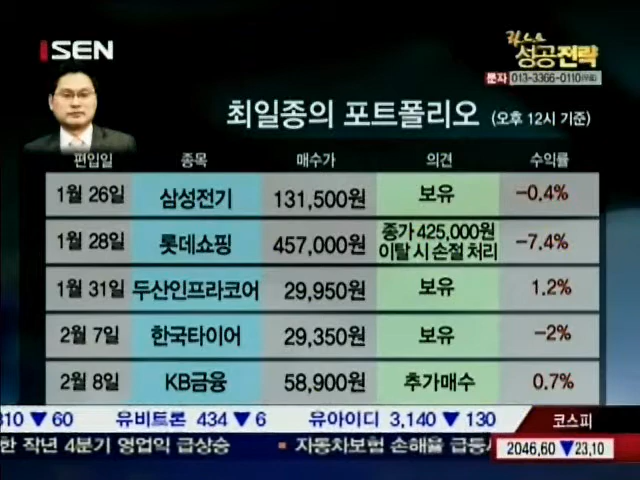 SEN
성공전략
문자 013-3366-0110(유료)
최일종의 포트폴리오 (오후 12시 기준)
편입일 종목 매수가 의견 수익률
1월 26일 삼성전기 131,500원 보유 -0.4%
1월 28일 롯데쇼핑 457,000원 종가 425,000원 이탈 시 손절 처리 -7.4%
1월 31일 두산인프라코어 29,950원 보유 1.2%
2월 7일 한국타이어 29,350원 보유 -2%
2월 8일 KB금융 58,900원 추가매수 0.7%
310 ▼ 60 유비트론 434 ▼ 6 유아이디 3,140 ▼ 130 코스피
한 작년 4분기 영업익 급상승 ▪ 자동차보험 손해율 급등 2046,60 ▼ 23,10